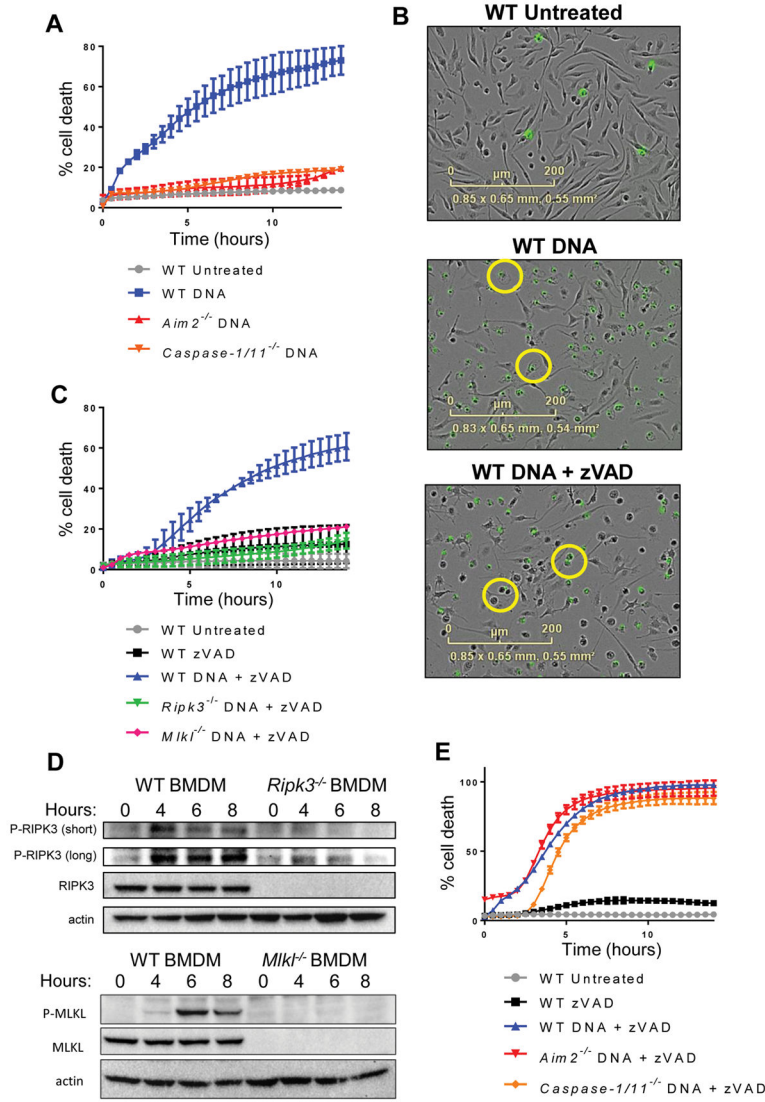 A
% cell death
80
60
40
20
0
0 5 10
Time (hours)
WT Untreated
WT DNA
Aim2-/- DNA
Caspase-1/11-/- DNA
B
WT Untreated
0 µm 200
0.85 x 0.65 mm, 0.55 mm²
WT DNA
0 µm 200
0.83 x 0.65 mm, 0.54 mm²
WT DNA + zVAD
0 µm 200
0.85 x 0.65 mm, 0.55 mm²
C
% cell death
80
60
40
20
0
0 5 10
Time (hours)
WT Untreated
WT zVAD
WT DNA + zVAD
Ripk3-/- DNA + zVAD
Mlkl-/- DNA + zVAD
D
WT BMDM Ripk3-/- BMDM
Hours: 0 4 6 8 0 4 6 8
P-RIPK3 (short)
P-RIPK3 (long)
RIPK3
actin
WT BMDM Mlkl-/- BMDM
Hours: 0 4 6 8 0 4 6 8
P-MLKL
MLKL
actin
E
% cell death
100
50
0
0 5 10
Time (hours)
WT Untreated
WT zVAD
WT DNA + zVAD
Aim2-/- DNA + zVAD
Caspase-1/11-/- DNA + zVAD